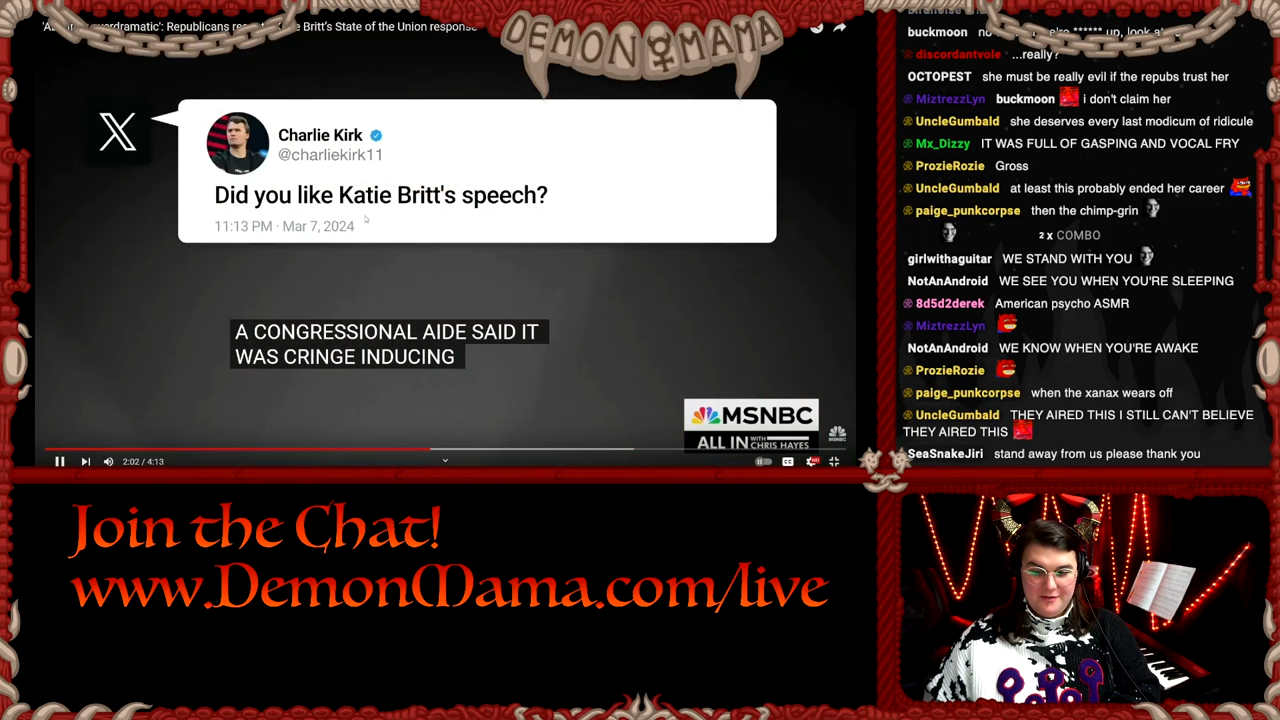 overdramatic': Republicans
Britt's State of the Union response
DEMON MAMA
X
Charlie Kirk
@charliekirk11
Did you like Katie Britt's speech?
11:13 PM · Mar 7, 2024
A CONGRESSIONAL AIDE SAID IT
WAS CRINGE INDUCING
MSNBC
ALL IN WITH CHRIS HAYES
2:02 / 4:13
CC
HD
buckmoon
up, look
discordantvole ...really?
OCTOPEST she must be really evil if the repubs trust her
MiztrezzLyn buckmoon i don't claim her
UncleGumbald she deserves every last modicum of ridicule
Mx_Dizzy IT WAS FULL OF GASPING AND VOCAL FRY
ProzieRozie Gross
UncleGumbald at least this probably ended her career
paige_punkcorpse then the chimp-grin
2 x COMBO
girlwithaguitar WE STAND WITH YOU
NotAnAndroid WE SEE YOU WHEN YOU'RE SLEEPING
8d5d2derek American psycho ASMR
MiztrezzLyn
NotAnAndroid WE KNOW WHEN YOU'RE AWAKE
ProzieRozie
paige_punkcorpse when the xanax wears off
UncleGumbald THEY AIRED THIS I STILL CAN'T BELIEVE
THEY AIRED THIS
SeaSnakeJiri stand away from us please thank you
Join the Chat!
www.DemonMama.com/live